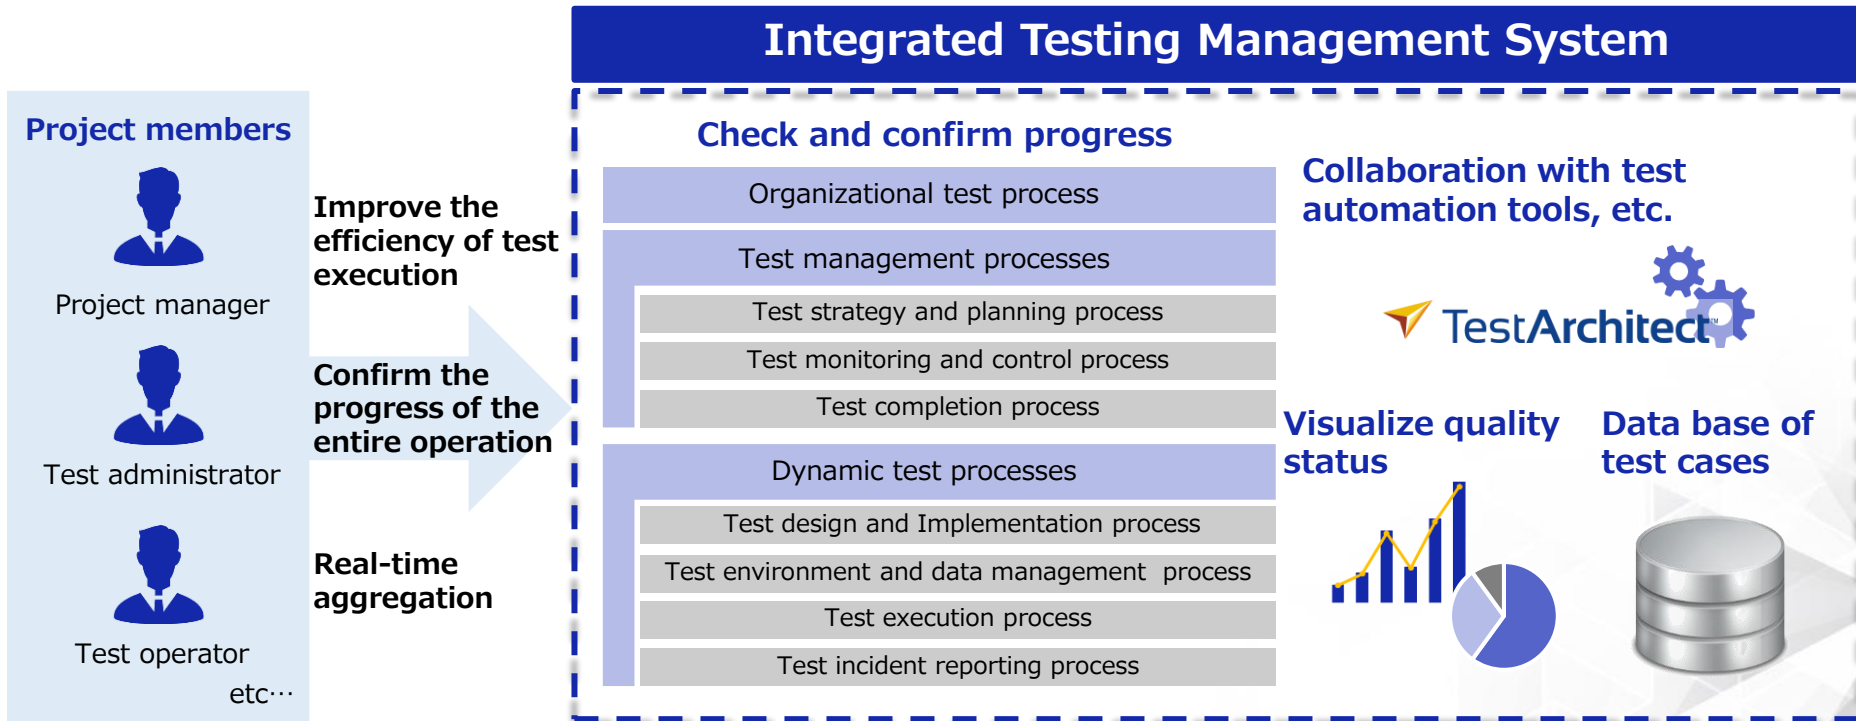 Integrated Testing Management System
Project members
Project manager
Test administrator
Test operator
etc…
Improve the
efficiency of test
execution
Confirm the
progress of the
entire operation
Real-time
aggregation
Check and confirm progress
Organizational test process
Test management processes
Test strategy and planning process
Test monitoring and control process
Test completion process
Dynamic test processes
Test design and Implementation process
Test environment and data management process
Test execution process
Test incident reporting process
Collaboration with test
automation tools, etc.
TestArchitect™
Visualize quality
status
Data base of
test cases